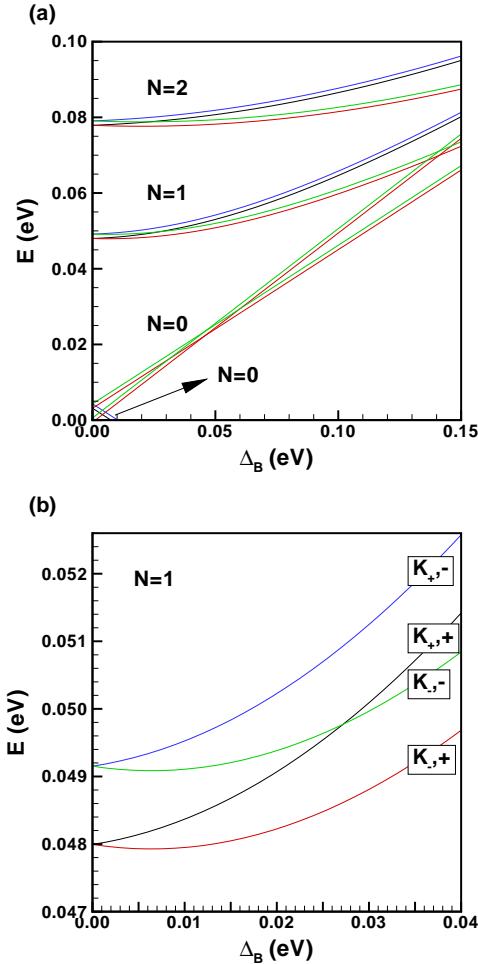 (a)
0.10
N=2
0.08
N=1
0.06
E (eV)
0.04
N=0
0.02
N=0
0.00
0.00 0.05 0.10 0.15
Δ_B (eV)
(b)
N=1
0.052
K_+,-
0.051
K_+,+
K_-,-
0.050
E (eV)
0.049
K_-,+
0.048
0.047
0.00 0.01 0.02 0.03 0.04
Δ_B (eV)